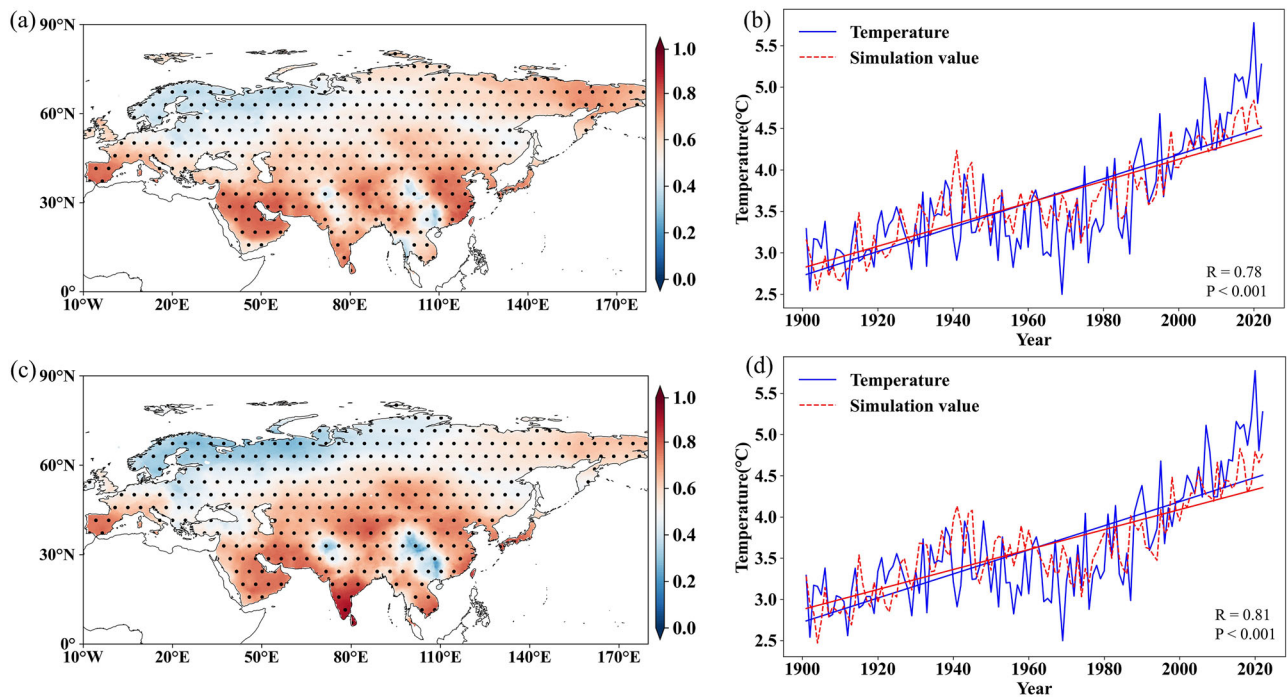 (a)
90°N
60°N
30°N
0°
10°W 20°E 50°E 80°E 110°E 140°E 170°E
1.0
0.8
0.6
0.4
0.2
0.0
(b)
Temperature
Simulation value
5.5
5.0
4.5
4.0
3.5
3.0
2.5
Temperature(°C)
R = 0.78
P < 0.001
1900 1920 1940 1960 1980 2000 2020
Year
(c)
90°N
60°N
30°N
0°
10°W 20°E 50°E 80°E 110°E 140°E 170°E
1.0
0.8
0.6
0.4
0.2
0.0
(d)
Temperature
Simulation value
5.5
5.0
4.5
4.0
3.5
3.0
2.5
Temperature(°C)
R = 0.81
P < 0.001
1900 1920 1940 1960 1980 2000 2020
Year